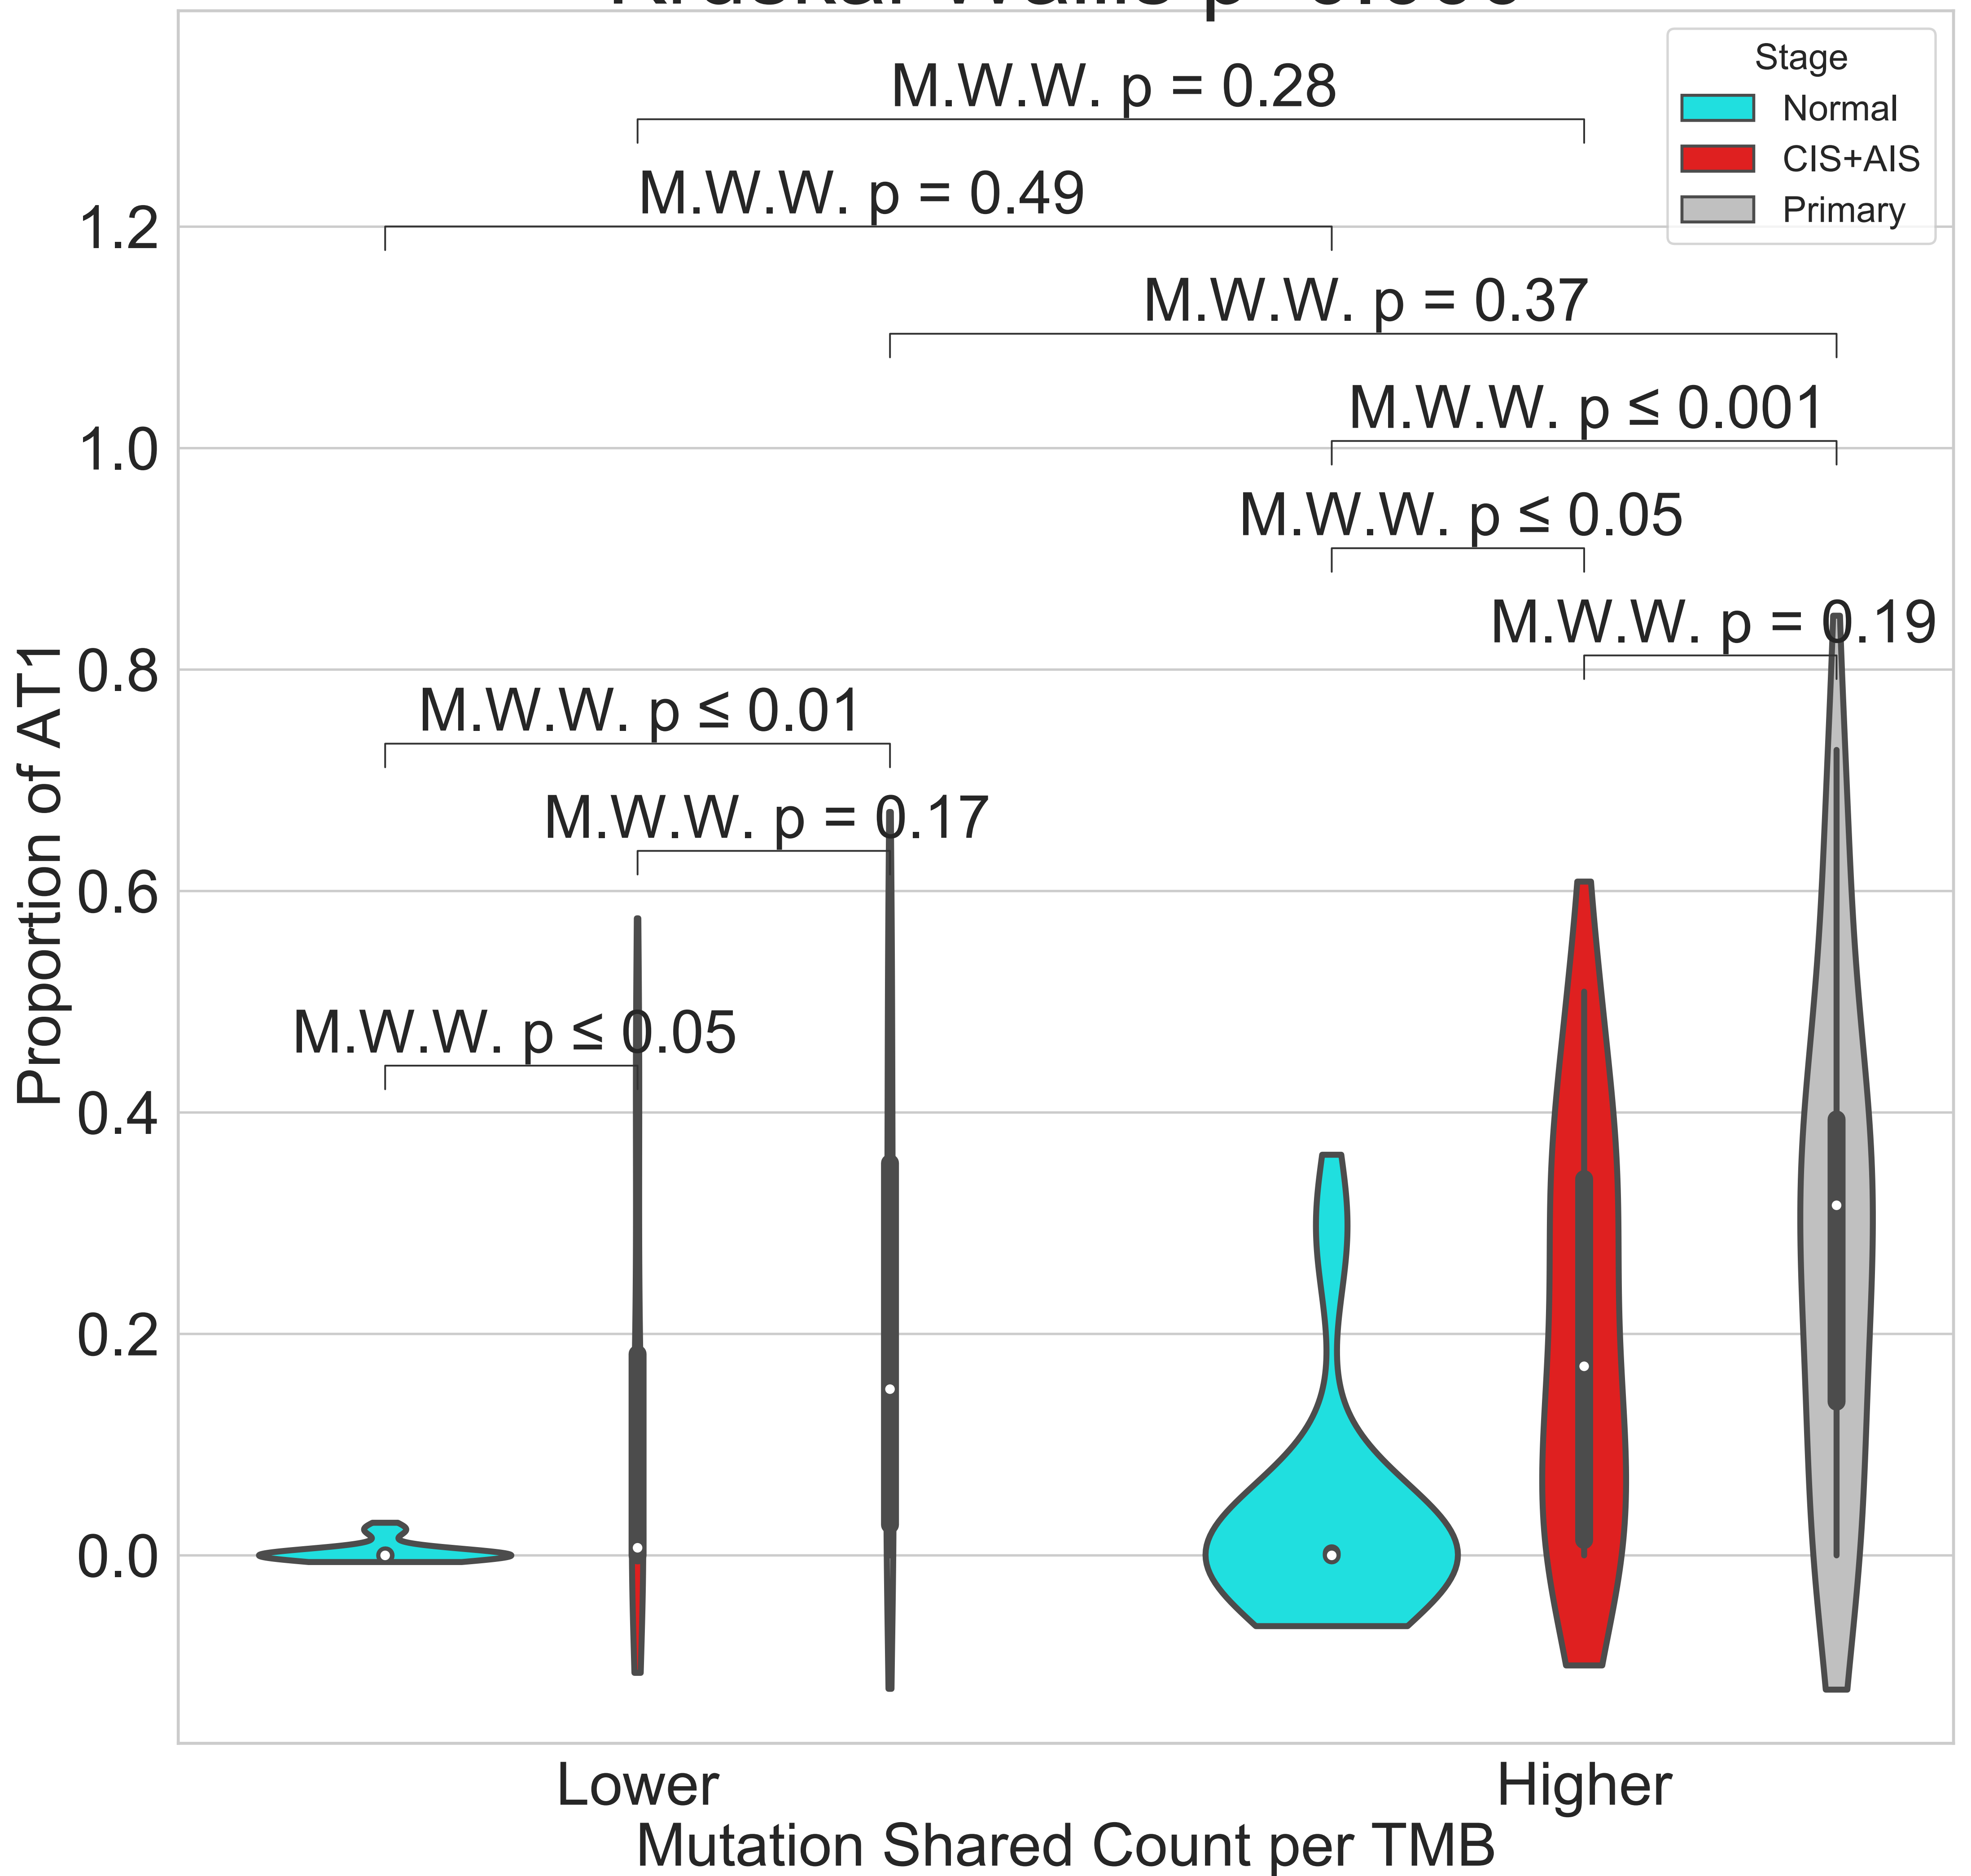 Stage
Normal
CIS+AIS
Primary
M.W.W. p = 0.28
M.W.W. p = 0.49
M.W.W. p = 0.37
M.W.W. p ≤ 0.001
M.W.W. p ≤ 0.05
M.W.W. p = 0.19
M.W.W. p ≤ 0.01
M.W.W. p = 0.17
M.W.W. p ≤ 0.05
1.2
1.0
0.8
0.6
0.4
0.2
0.0
Proportion of AT1
Lower
Higher
Mutation Shared Count per TMB